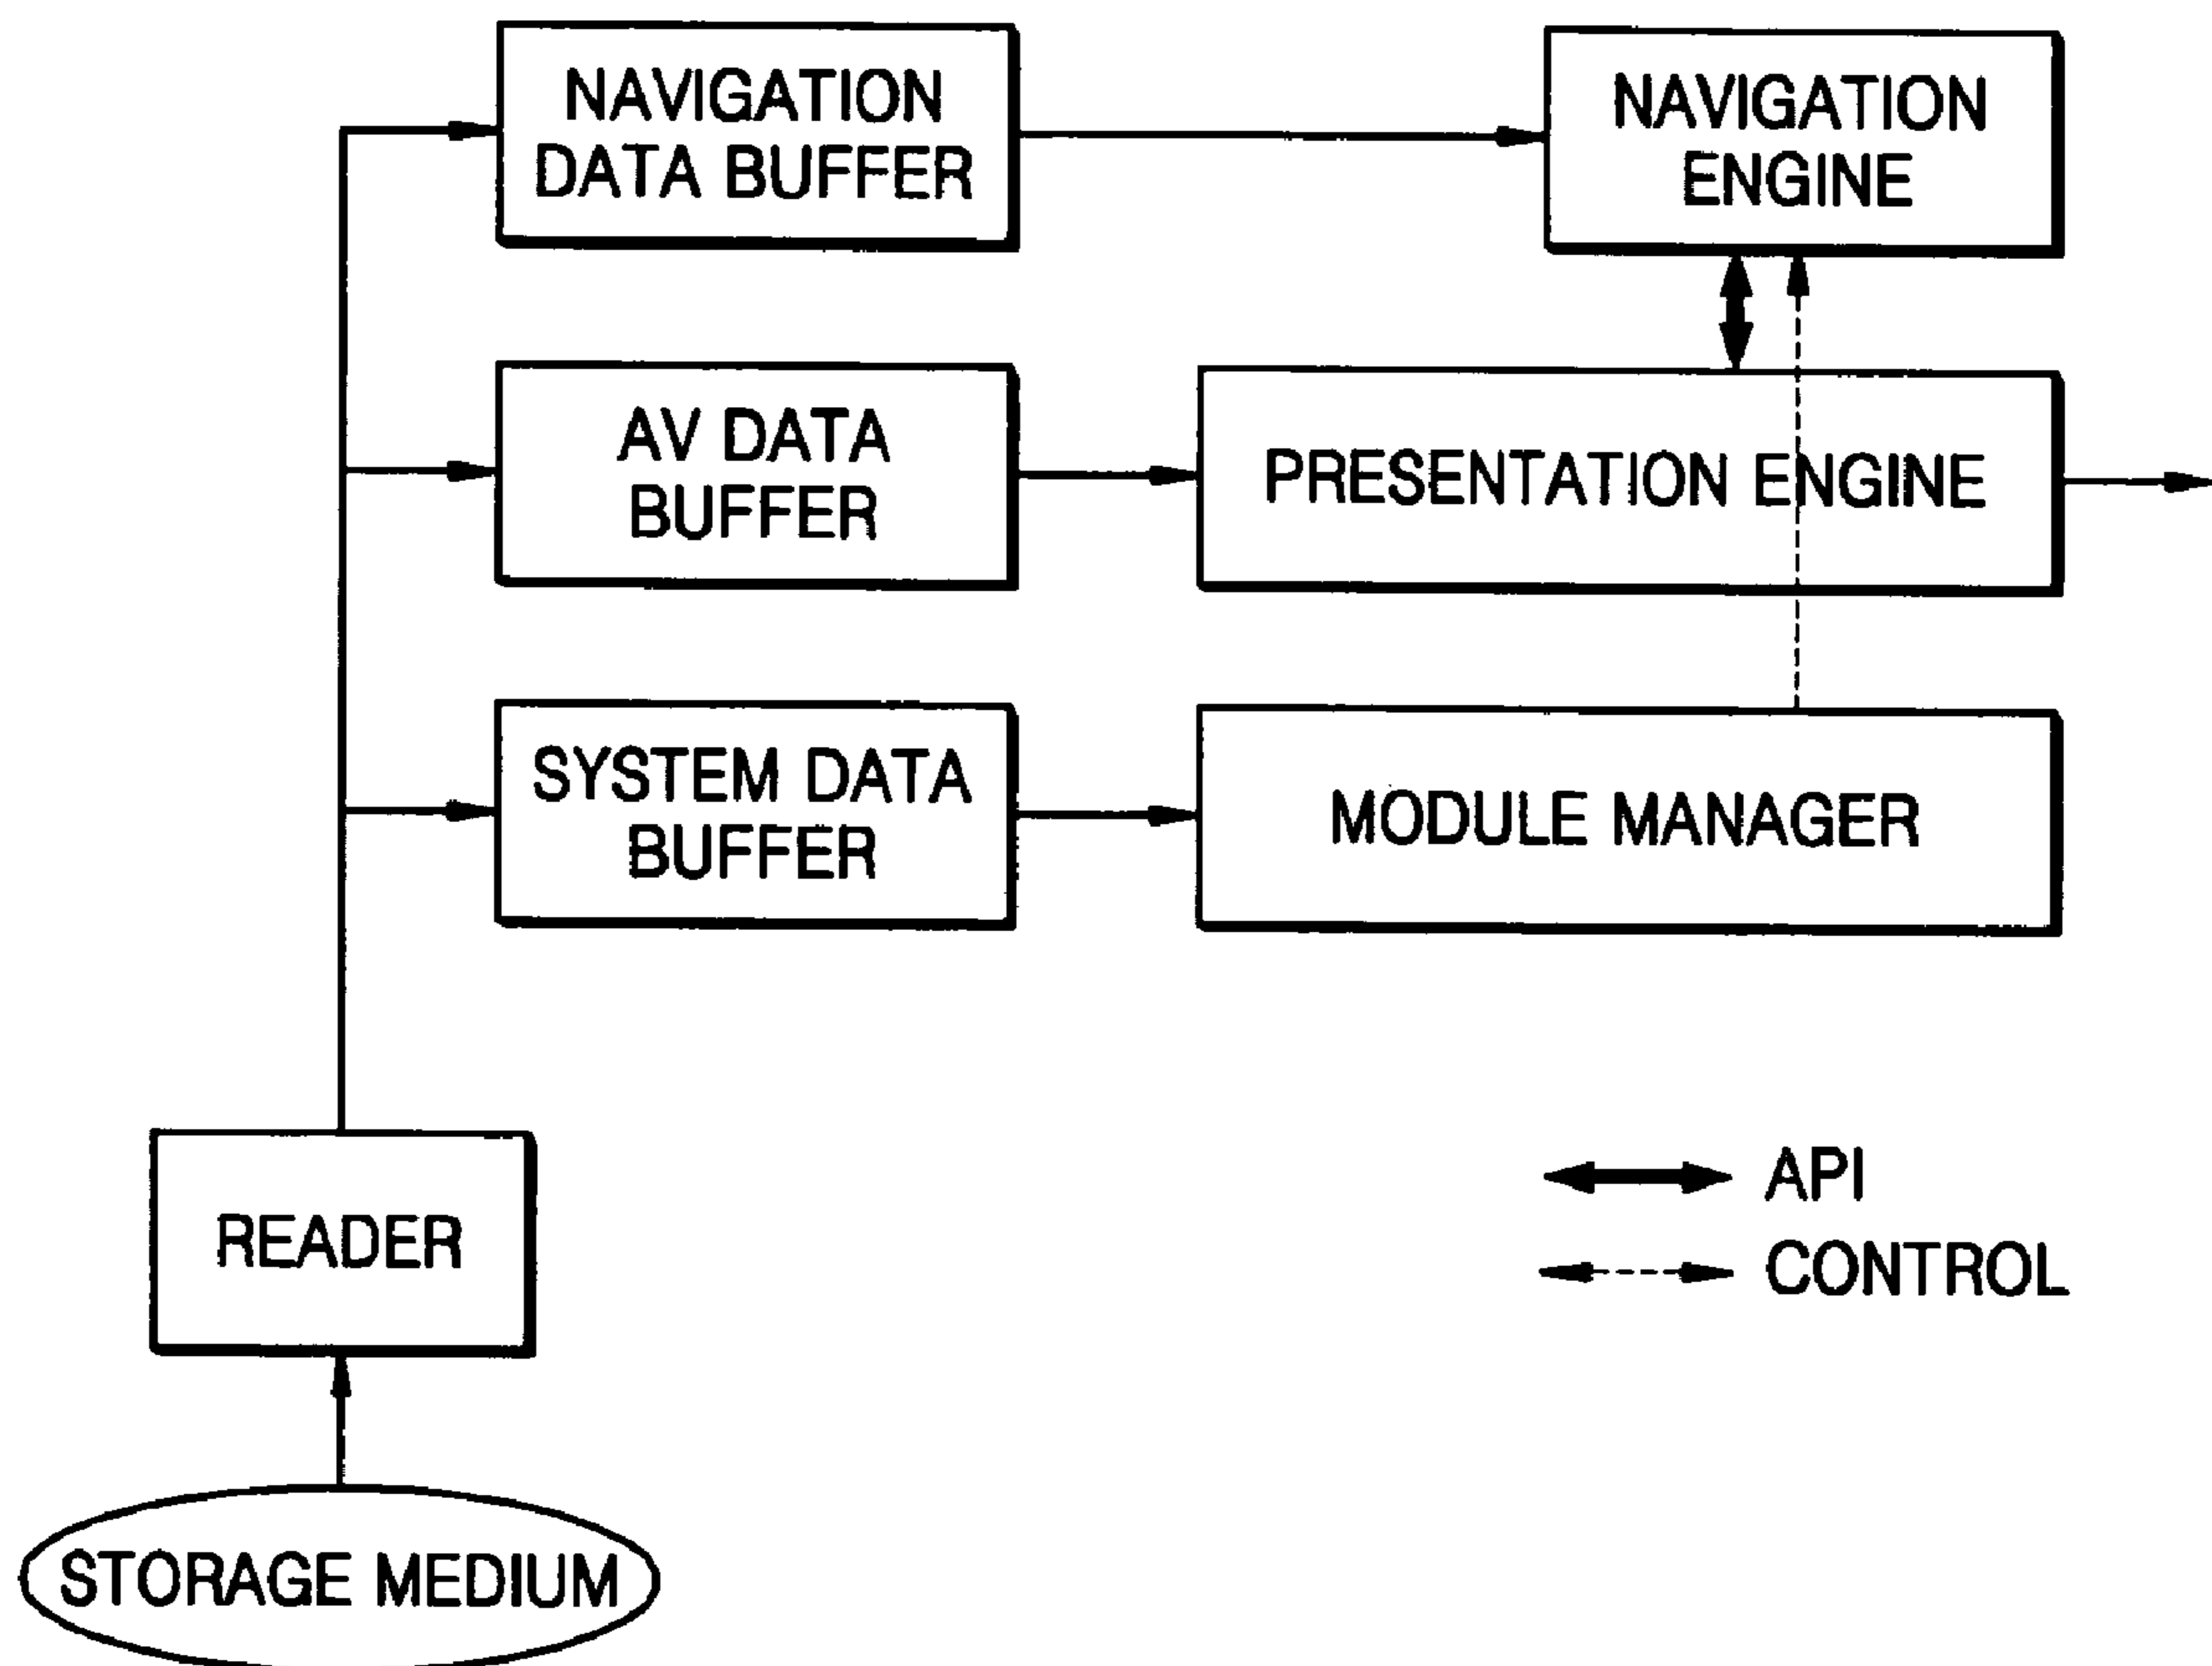 NAVIGATION
DATA BUFFER
NAVIGATION
ENGINE
AV DATA
BUFFER
PRESENTATION ENGINE
SYSTEM DATA
BUFFER
MODULE MANAGER
READER
API
CONTROL
STORAGE MEDIUM